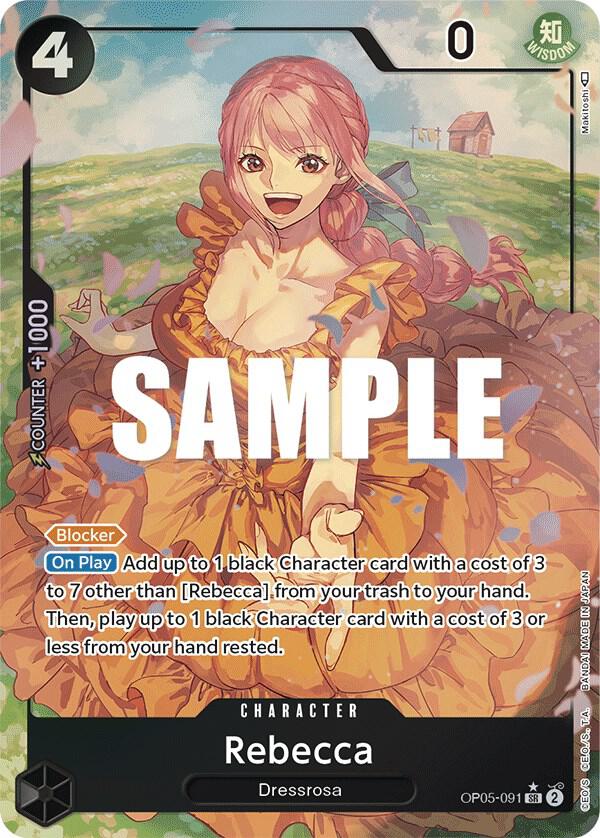 4
0
知
WISDOM
Makitoshi
COUNTER +1000
SAMPLE
Blocker
On Play Add up to 1 black Character card with a cost of 3
to 7 other than [Rebecca] from your trash to your hand.
Then, play up to 1 black Character card with a cost of 3 or
less from your hand rested.
CHARACTER
Rebecca
Dressrosa
OP05-091 SR 2
©E.O./S. ©E.O./S., T.A. BANDAI MADE IN JAPAN